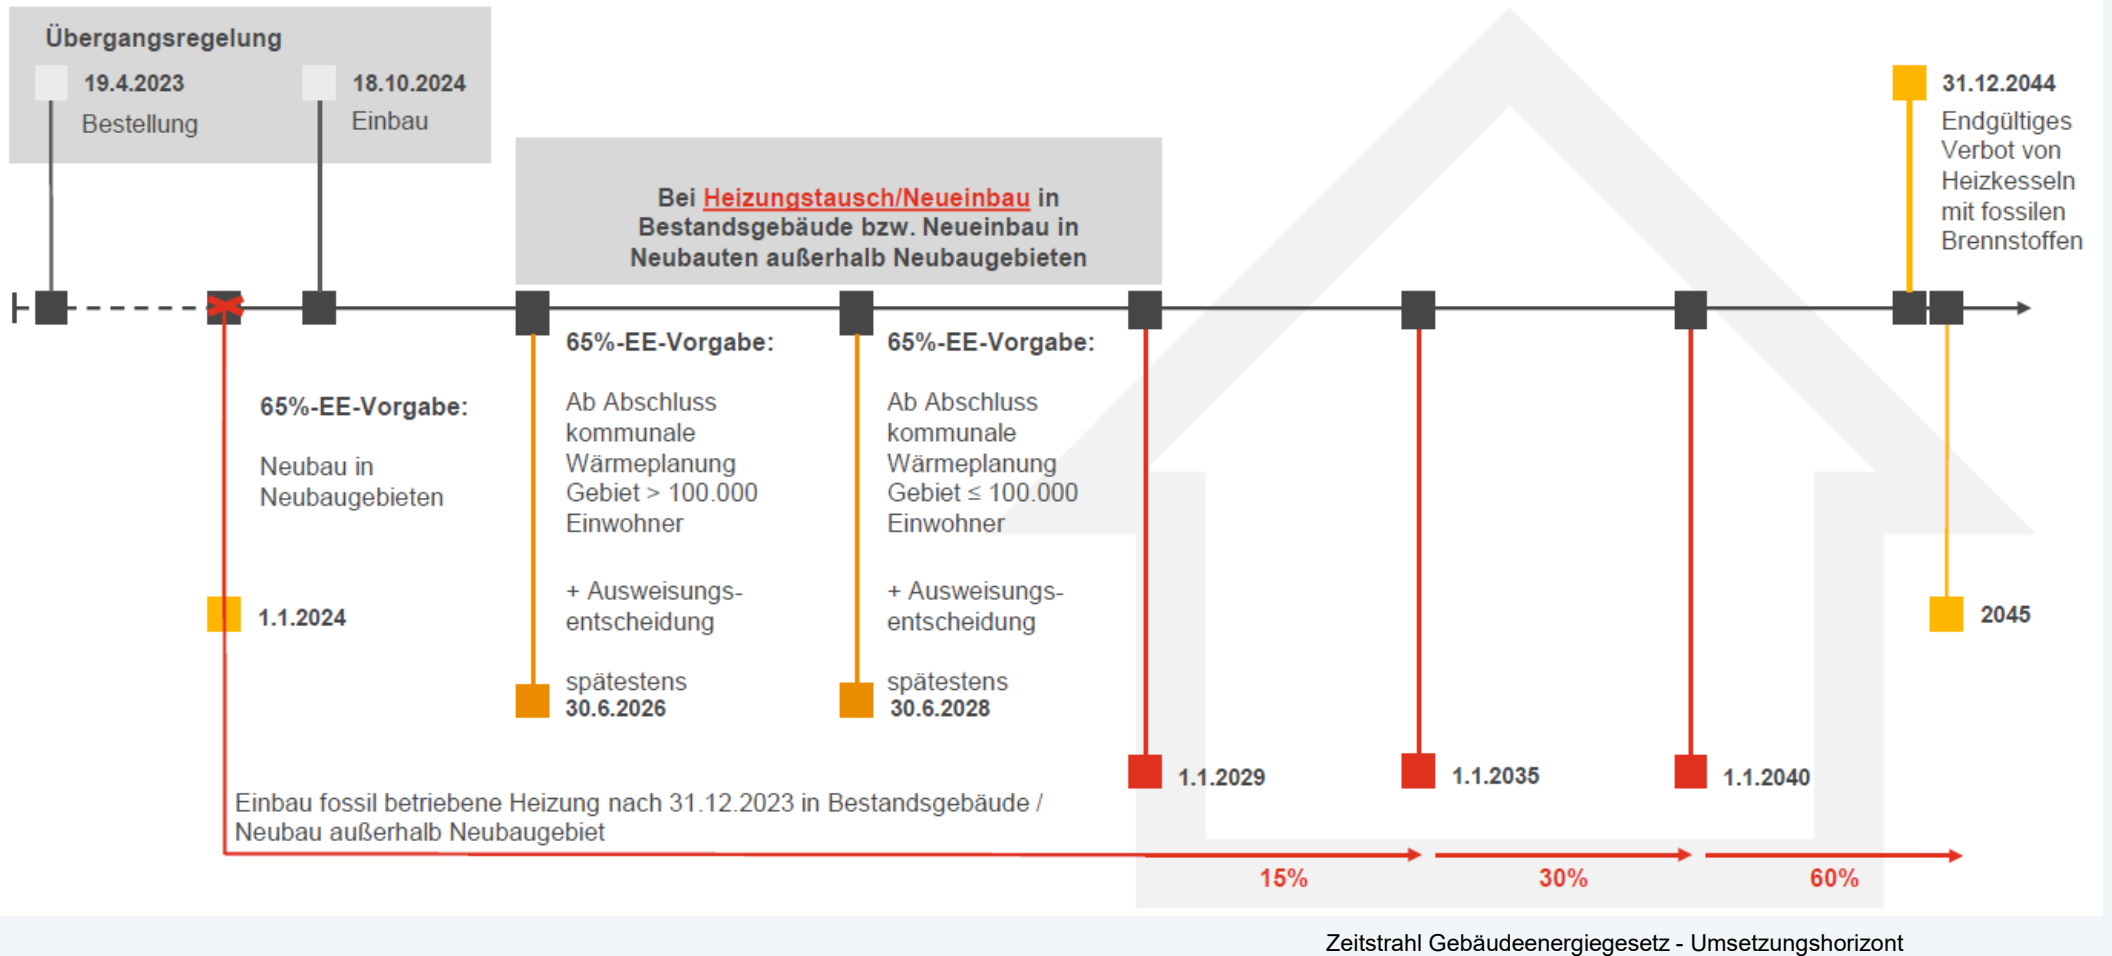 Übergangsregelung
19.4.2023
Bestellung
18.10.2024
Einbau
31.12.2044
Endgültiges
Verbot von
Heizkesseln
mit fossilen
Brennstoffen
Bei Heizungstausch/Neueinbau in
Bestandsgebäude bzw. Neueinbau in
Neubauten außerhalb Neubaugebieten
65%-EE-Vorgabe:
Neubau in
Neubaugebieten
1.1.2024
65%-EE-Vorgabe:
Ab Abschluss
kommunale
Wärmeplanung
Gebiet > 100.000
Einwohner
+ Ausweisungs-
entscheidung
spätestens
30.6.2026
65%-EE-Vorgabe:
Ab Abschluss
kommunale
Wärmeplanung
Gebiet ≤ 100.000
Einwohner
+ Ausweisungs-
entscheidung
spätestens
30.6.2028
1.1.2029
1.1.2035
1.1.2040
2045
Einbau fossil betriebene Heizung nach 31.12.2023 in Bestandsgebäude /
Neubau außerhalb Neubaugebiet
15%
30%
60%
Zeitstrahl Gebäudeenergiegesetz - Umsetzungshorizont